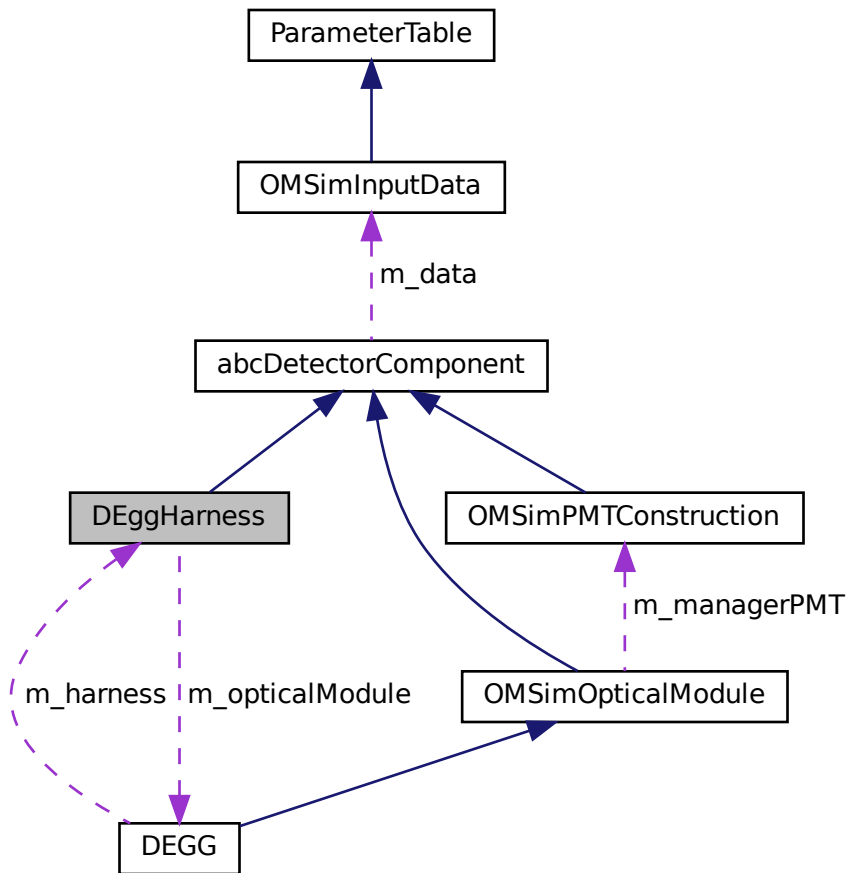 ParameterTable
OMSimInputData
m_data
abcDetectorComponent
DEggHarness
OMSimPMTConstruction
m_managerPMT
m_harness
m_opticalModule
OMSimOpticalModule
DEGG